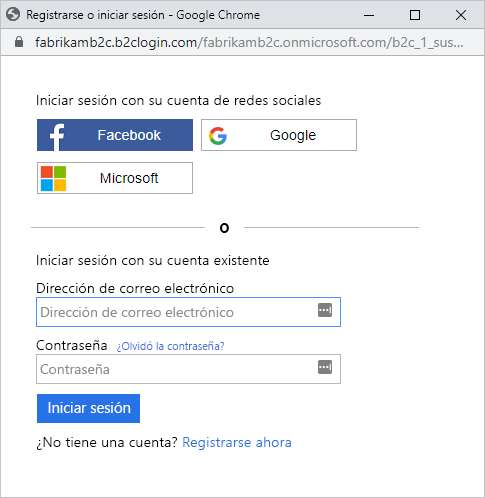 Registrarse o iniciar sesión - Google Chrome
fabrikamb2c.b2clogin.com/fabrikamb2c.onmicrosoft.com/b2c_1_sus...
Iniciar sesión con su cuenta de redes sociales
Facebook
Google
Microsoft
O
Iniciar sesión con su cuenta existente
Dirección de correo electrónico
Dirección de correo electrónico
Contraseña ¿Olvidó la contraseña?
Contraseña
Iniciar sesión
¿No tiene una cuenta? Registrarse ahora